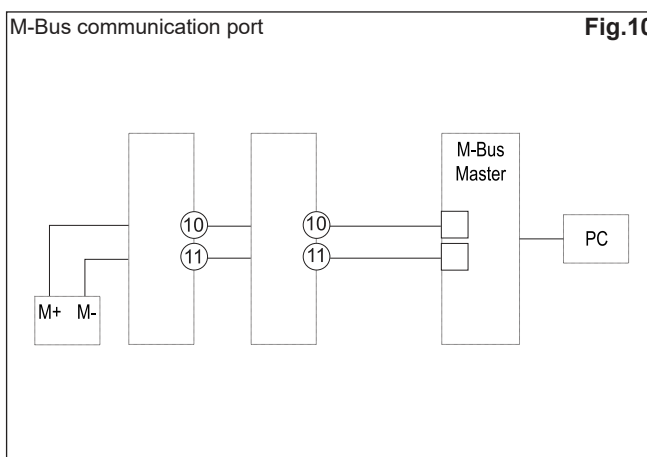 M-Bus communication port
Fig.10
M-Bus
Master
10
10
11
11
PC
M+ M-